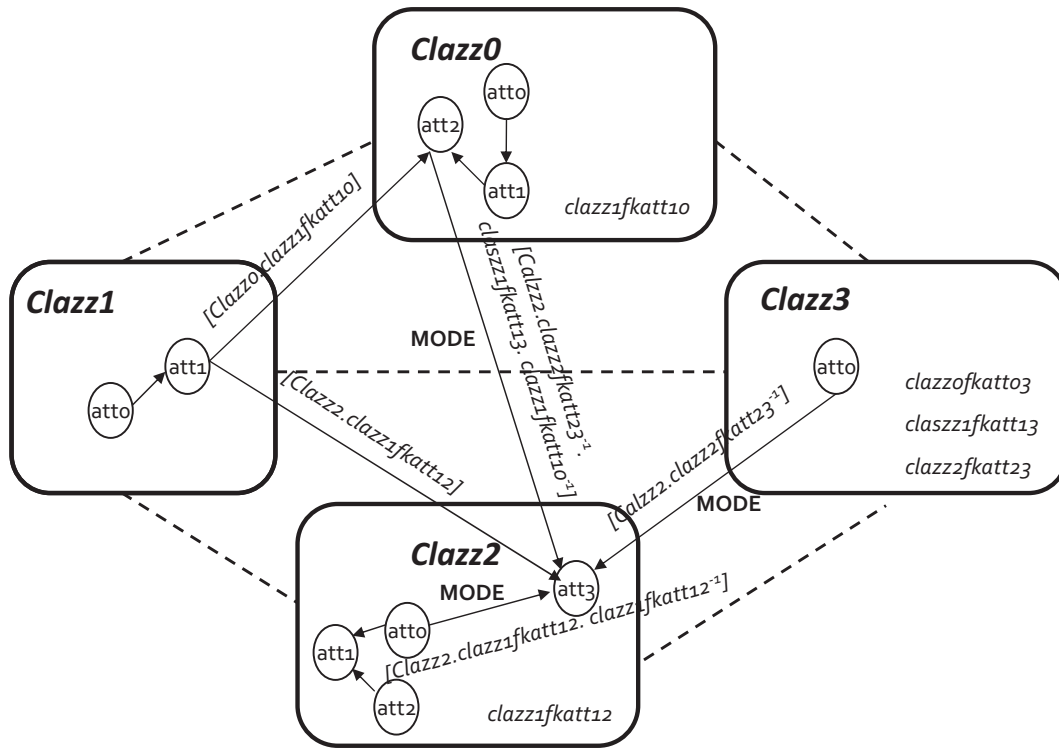 Clazz0
att0
att2
att1
clazz1fkatt10
[Clazz0.clazz1fkatt10]
[Calzz2.clazz2fkatt23⁻¹.
claszz1fkatt13. clazz1fkatt10⁻¹]
Clazz1
att1
att0
MODE
Clazz3
att0
clazz0fkatt03
claszz1fkatt13
clazz2fkatt23
[Clazz2.clazz1fkatt12]
[Calzz2.clazz2fkatt23⁻¹]
MODE
Clazz2
MODE
att3
att0
att1
att2
[Clazz2.clazz1fkatt12. clazz1fkatt12⁻¹]
clazz1fkatt12